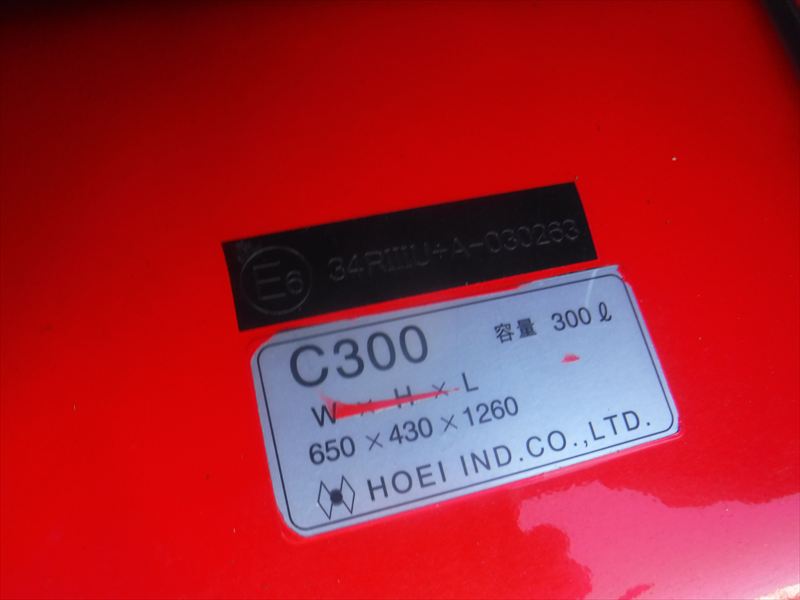 E6 34RIIIU+A-030263
C300 容量 300ℓ
W × H × L
650 × 430 × 1260
HOEI IND.CO.,LTD.